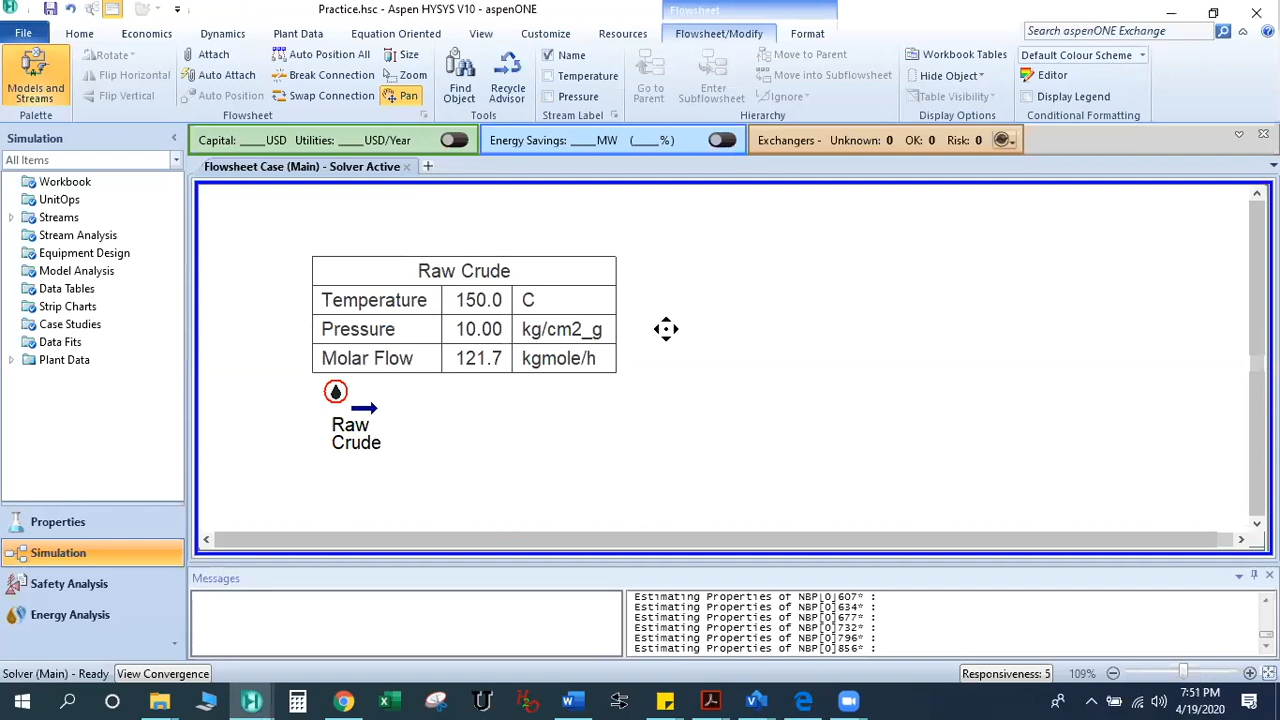 Practice.hsc - Aspen HYSYS V10 - aspenONE
Flowsheet
File
Home
Economics
Dynamics
Plant Data
Equation Oriented
View
Customize
Resources
Flowsheet/Modify
Format
Search aspenONE Exchange
Models and Streams
Palette
Rotate
Flip Horizontal
Flip Vertical
Attach
Auto Attach
Auto Position
Auto Position All
Break Connection
Swap Connection
Size
Zoom
Pan
Flowsheet
Find Object
Recycle Advisor
Tools
Name
Temperature
Pressure
Stream Label
Go to Parent
Enter Subflowsheet
Move to Parent
Move into Subflowsheet
Ignore
Hierarchy
Workbook Tables
Hide Object
Table Visibility
Display Options
Default Colour Scheme
Editor
Display Legend
Conditional Formatting
Simulation
All Items
Workbook
UnitOps
Streams
Stream Analysis
Equipment Design
Model Analysis
Data Tables
Strip Charts
Case Studies
Data Fits
Plant Data
Properties
Simulation
Safety Analysis
Energy Analysis
Capital: ____USD Utilities: ____USD/Year
Energy Savings: ____MW (____%)
Exchangers - Unknown: 0 OK: 0 Risk: 0
Flowsheet Case (Main) - Solver Active
Raw Crude
Temperature 150.0 C
Pressure 10.00 kg/cm2_g
Molar Flow 121.7 kgmole/h
Raw
Crude
Messages
Estimating Properties of NBP[0]607* :
Estimating Properties of NBP[0]634* :
Estimating Properties of NBP[0]677* :
Estimating Properties of NBP[0]732* :
Estimating Properties of NBP[0]796* :
Estimating Properties of NBP[0]856* :
Solver (Main) - Ready
View Convergence
Responsiveness: 5
109%
7:51 PM
4/19/2020